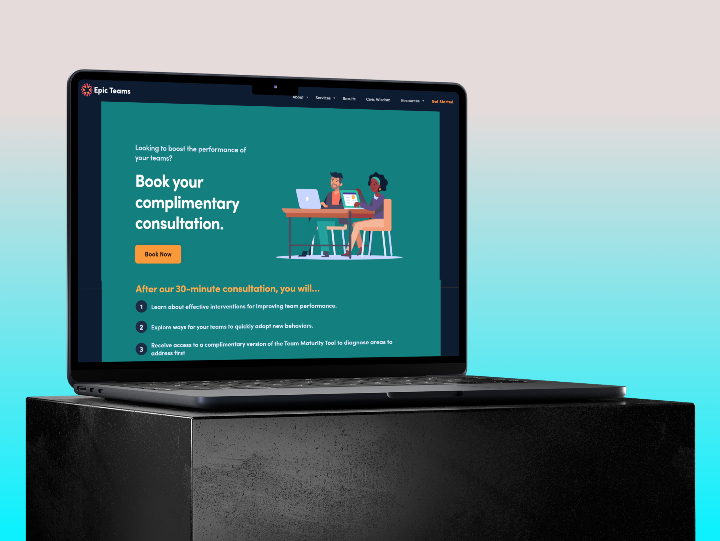 Epic Teams
About
Services
Results
Civic Wisdom
Resources
Get Started
Looking to boost the performance of
your teams?
Book your
complimentary
consultation.
Book Now
After our 30-minute consultation, you will...
1 Learn about effective interventions for improving team performance.
2 Explore ways for your teams to quickly adopt new behaviors.
3 Receive access to a complimentary version of the Team Maturity Tool to diagnose areas to
address first